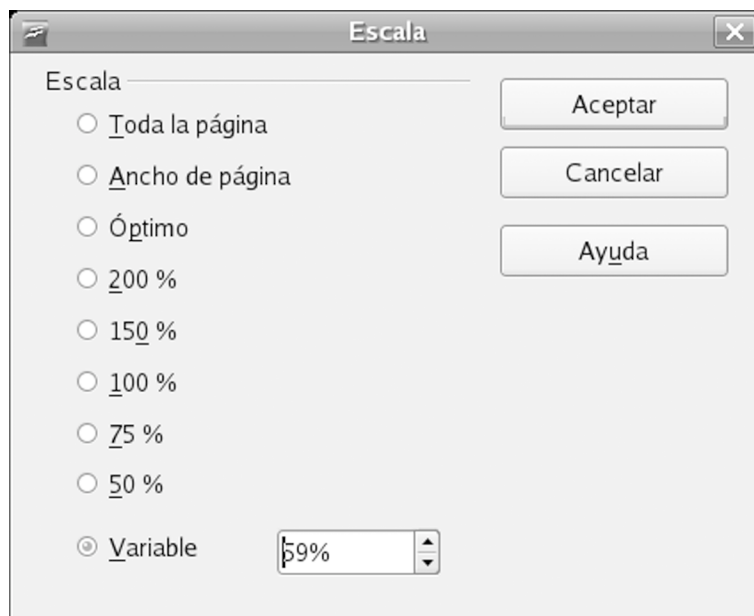 Escala
Escala
Toda la página
Ancho de página
Óptimo
200 %
150 %
100 %
75 %
50 %
Variable
59%
Aceptar
Cancelar
Ayuda